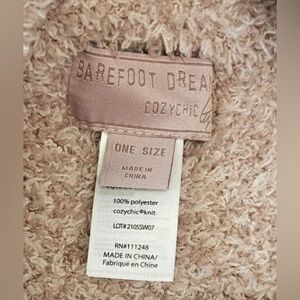 BAREFOOT DREA
COZYCHIC
ONE SIZE
MADE IN
CHINA
100% polyester
cozychic®knit
LOT#2105SW07
RN#111248
MADE IN CHINA/
Fabriqué en Chine